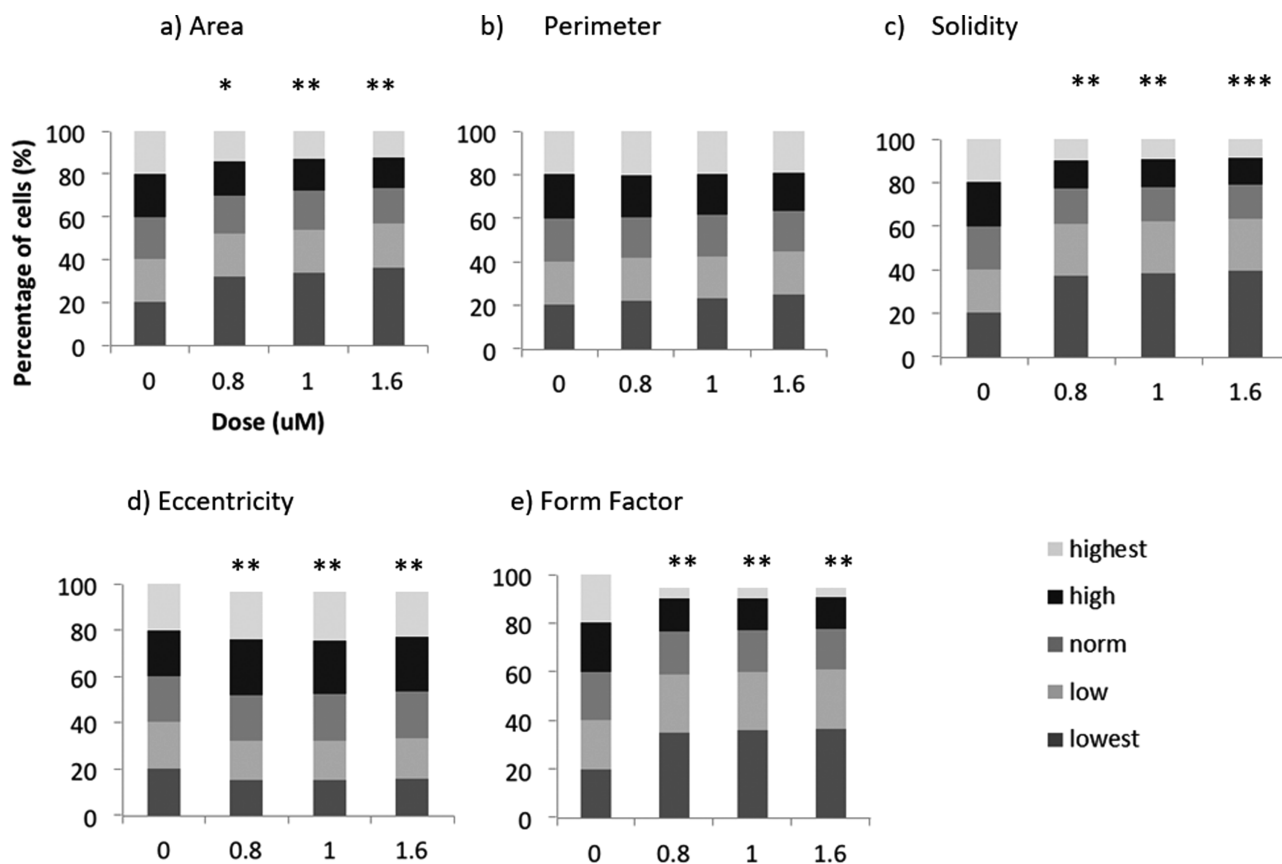 a) Area
b) Perimeter
c) Solidity
* ** **
** ** ***
Percentage of cells (%)
100
80
60
40
20
0
0 0.8 1 1.6
Dose (uM)
100
80
60
40
20
0
0 0.8 1 1.6
100
80
60
40
20
0
0 0.8 1 1.6
d) Eccentricity
** ** **
100
80
60
40
20
0
0 0.8 1 1.6
e) Form Factor
** ** **
100
80
60
40
20
0
0 0.8 1 1.6
highest
high
norm
low
lowest